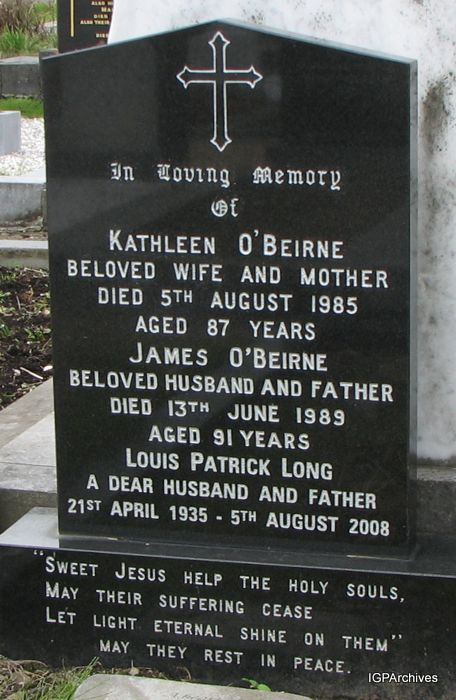 In Loving Memory
Of
KATHLEEN O'BEIRNE
BELOVED WIFE AND MOTHER
DIED 5TH AUGUST 1985
AGED 87 YEARS
JAMES O'BEIRNE
BELOVED HUSBAND AND FATHER
DIED 13TH JUNE 1989
AGED 91 YEARS
LOUIS PATRICK LONG
A DEAR HUSBAND AND FATHER
21ST APRIL 1935 - 5TH AUGUST 2008
"SWEET JESUS HELP THE HOLY SOULS,
MAY THEIR SUFFERING CEASE
LET LIGHT ETERNAL SHINE ON THEM"
MAY THEY REST IN PEACE.
IGPArchives